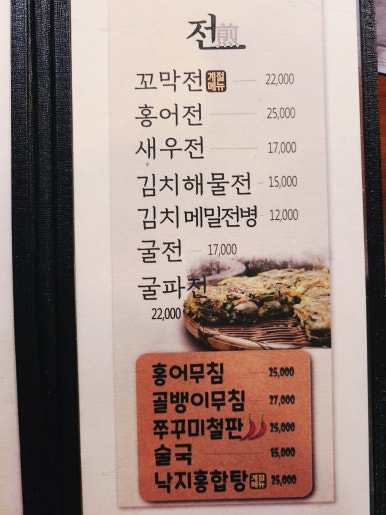 전煎
꼬막전 계절메뉴 22,000
홍어전 25,000
새우전 17,000
김치해물전 15,000
김치메밀전병 12,000
굴전 17,000
굴파전
22,000
홍어무침 25,000
골뱅이무침 27,000
쭈꾸미철판 25,000
술국 15,000
낙지홍합탕 계절메뉴 25,000